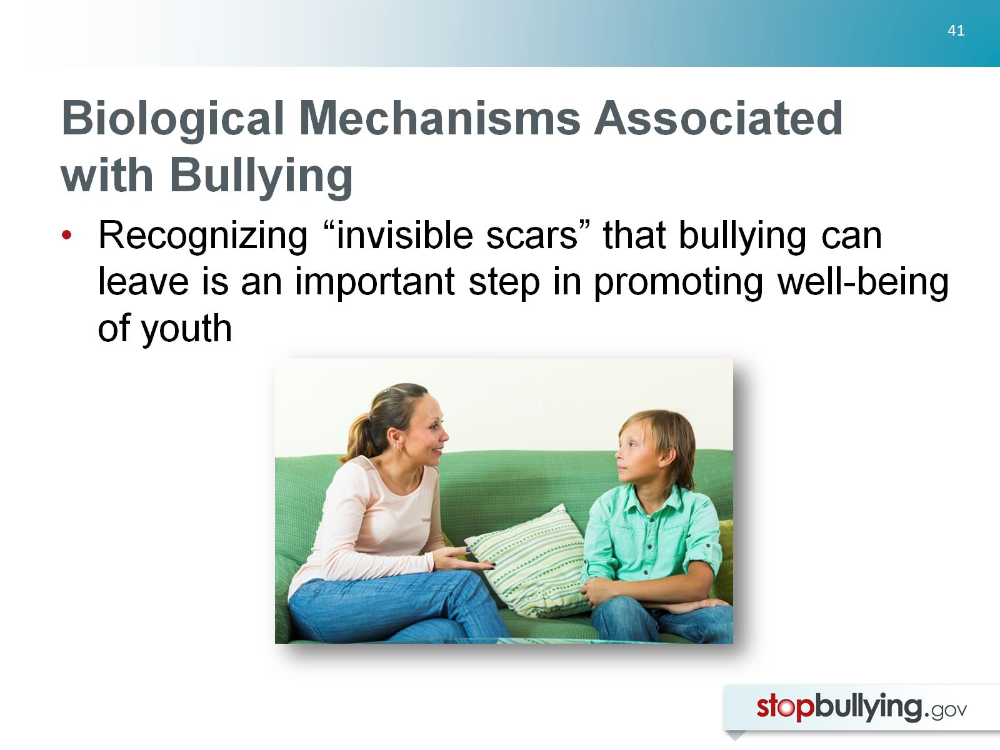 41
Biological Mechanisms Associated
with Bullying
• Recognizing “invisible scars” that bullying can
leave is an important step in promoting well-being
of youth
stopbullying.gov